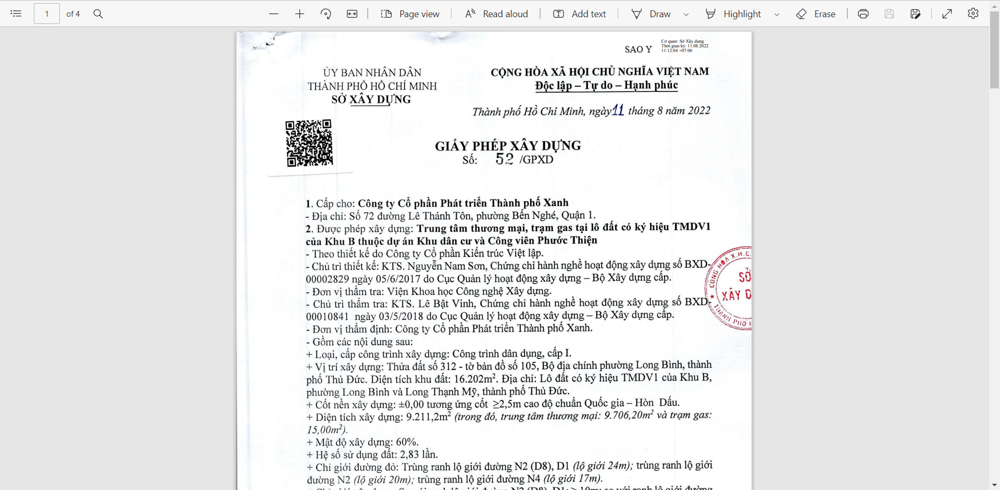 1 of 4 Page view Read aloud Add text Draw Highlight Erase
SAO Y
Cơ quan: Sở Xây dựng
Thời gian ký: 11.08.2022
11:12:04 +07:00
ỦY BAN NHÂN DÂN
THÀNH PHỐ HỒ CHÍ MINH
SỞ XÂY DỰNG
CỘNG HÒA XÃ HỘI CHỦ NGHĨA VIỆT NAM
Độc lập – Tự do – Hạnh phúc
Thành phố Hồ Chí Minh, ngày 11 tháng 8 năm 2022
GIẤY PHÉP XÂY DỰNG
Số: 52 /GPXD
1. Cấp cho: Công ty Cổ phần Phát triển Thành phố Xanh
- Địa chỉ: Số 72 đường Lê Thánh Tôn, phường Bến Nghé, Quận 1.
2. Được phép xây dựng: Trung tâm thương mại, trạm gas tại lô đất có ký hiệu TMDV1
của Khu B thuộc dự án Khu dân cư và Công viên Phước Thiện
- Theo thiết kế do Công ty Cổ phần Kiến trúc Việt lập.
- Chủ trì thiết kế: KTS. Nguyễn Nam Sơn, Chứng chỉ hành nghề hoạt động xây dựng số BXD-
00002829 ngày 05/6/2017 do Cục Quản lý hoạt động xây dựng – Bộ Xây dựng cấp.
- Đơn vị thẩm tra: Viện Khoa học Công nghệ Xây dựng.
- Chủ trì thẩm tra: KTS. Lê Bật Vinh, Chứng chỉ hành nghề hoạt động xây dựng số BXD-
00010841 ngày 03/5/2018 do Cục Quản lý hoạt động xây dựng – Bộ Xây dựng cấp.
- Đơn vị thẩm định: Công ty Cổ phần Phát triển Thành phố Xanh.
- Gồm các nội dung sau:
+ Loại, cấp công trình xây dựng: Công trình dân dụng, cấp I.
+ Vị trí xây dựng: Thửa đất số 312 - tờ bản đồ số 105, Bộ địa chính phường Long Bình, thành
phố Thủ Đức. Diện tích khu đất: 16.202m². Địa chỉ: Lô đất có ký hiệu TMDV1 của Khu B,
phường Long Bình và Long Thạnh Mỹ, thành phố Thủ Đức.
+ Cốt nền xây dựng: ±0,00 tương ứng cốt ≥2,5m cao độ chuẩn Quốc gia – Hòn Dấu.
+ Diện tích xây dựng: 9.211,2m² (trong đó, trung tâm thương mại: 9.706,20m² và trạm gas:
15,00m²).
+ Mật độ xây dựng: 60%.
+ Hệ số sử dụng đất: 2,83 lần.
+ Chỉ giới đường đỏ: Trùng ranh lộ giới đường N2 (D8), D1 (lộ giới 24m); trùng ranh lộ giới
đường N2 (lộ giới 20m); trùng ranh lộ giới đường N4 (lộ giới 17m).
CỘNG HÒA X.H.C.
SỞ
XÂY D
THÀNH PHỐ